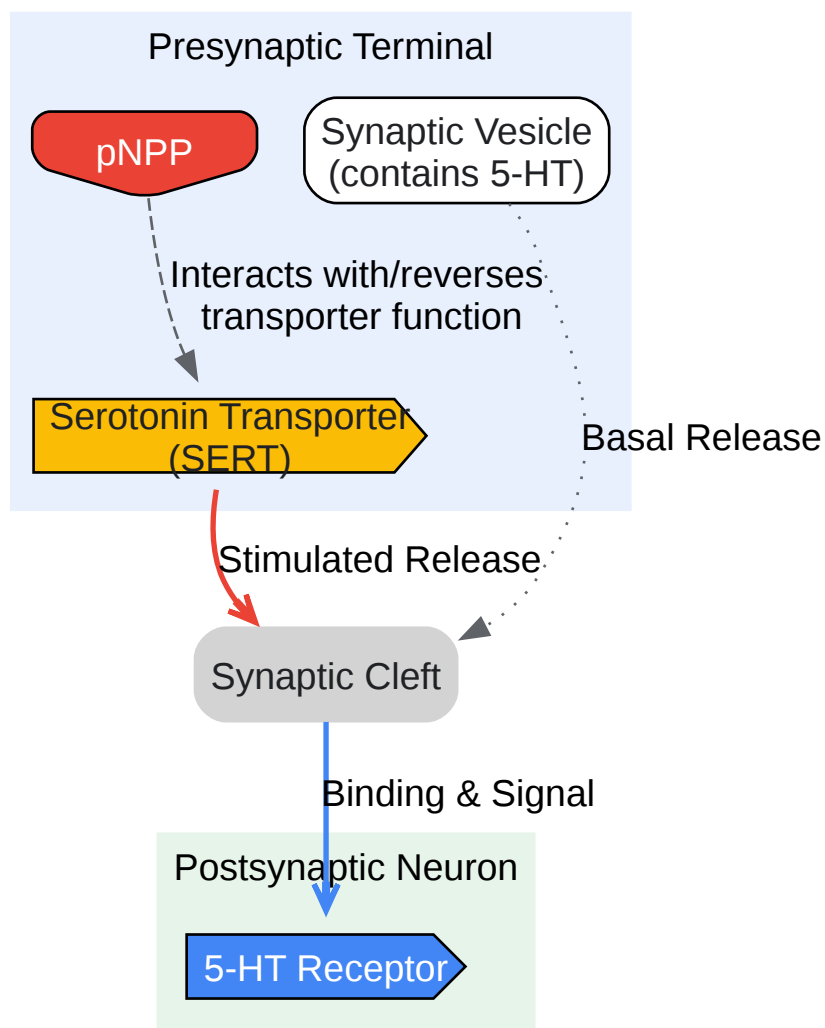 Presynaptic Terminal
pNPP
Synaptic Vesicle
(contains 5-HT)
Interacts with/reverses
transporter function
Serotonin Transporter
(SERT)
Basal Release
Stimulated Release
Synaptic Cleft
Binding & Signal
Postsynaptic Neuron
5-HT Receptor